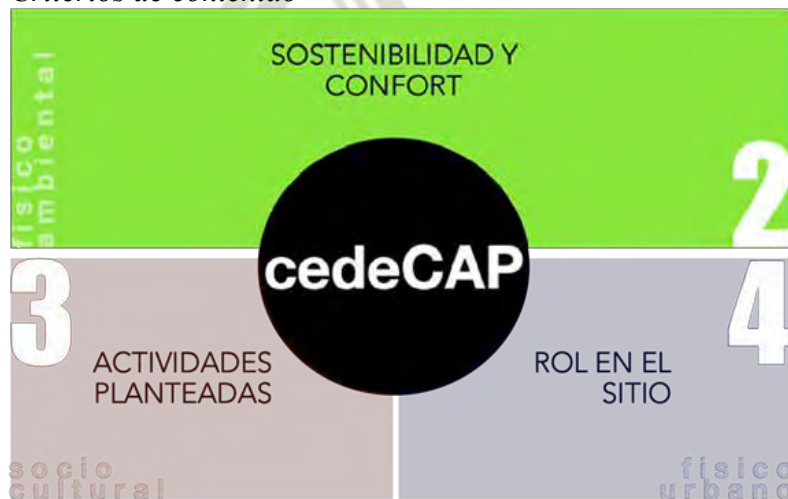 Criterios de contenido
SOSTENIBILIDAD Y
CONFORT
físico
ambiental
2
cedeCAP
3
ACTIVIDADES
PLANTEADAS
socio
cultural
4
ROL EN EL
SITIO
físico
urbano